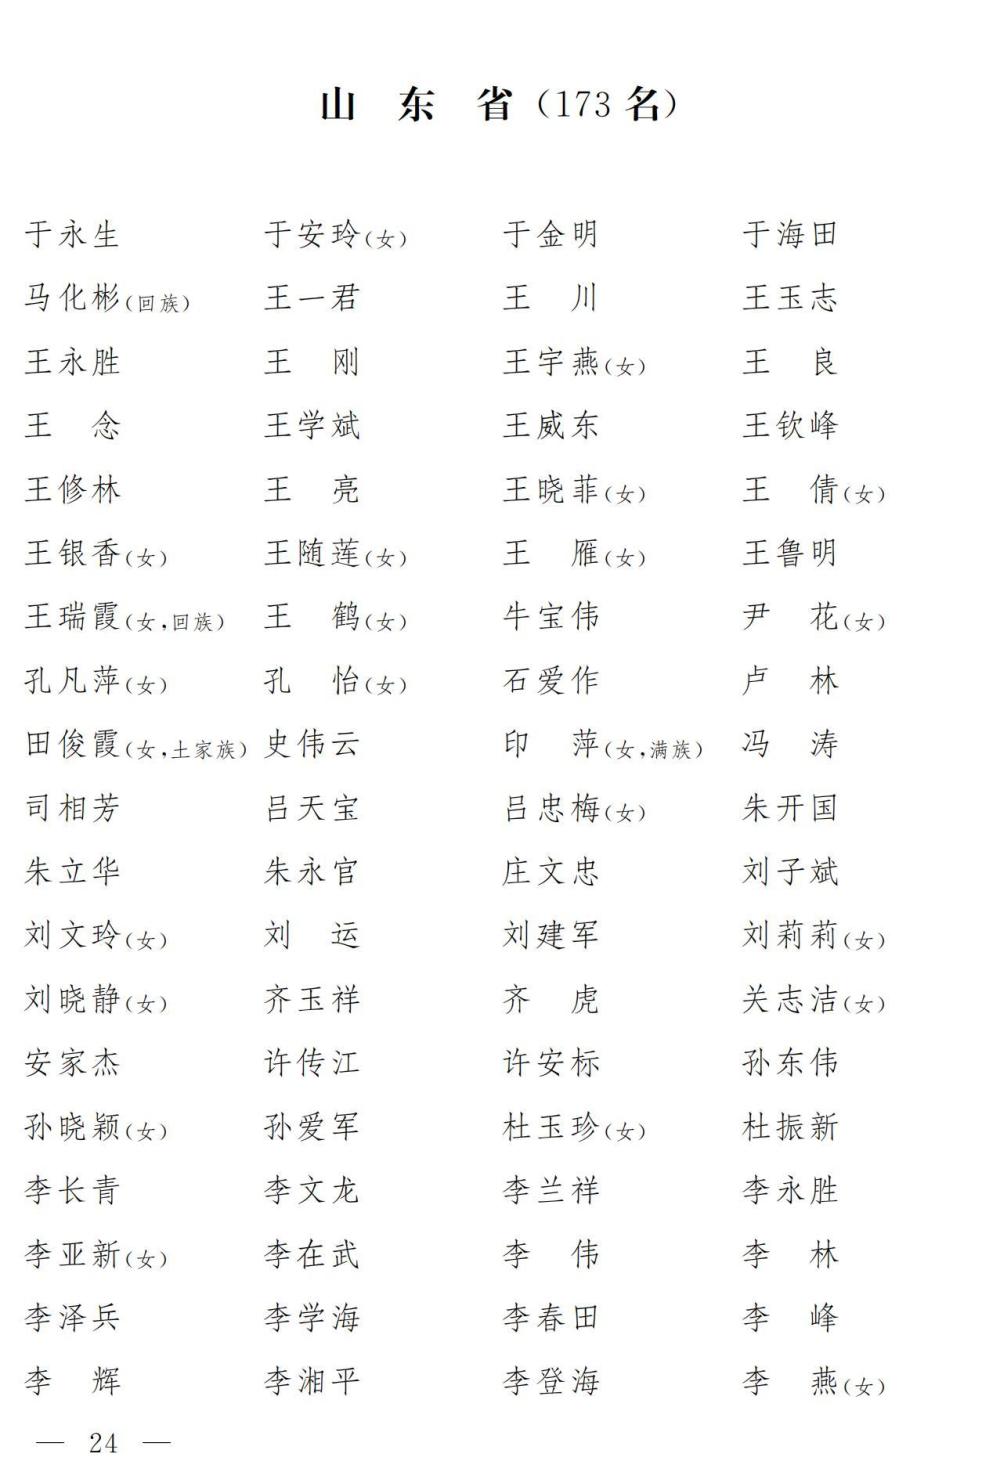 山　东　省（173 名）
于永生 于安玲（女） 于金明 于海田
马化彬（回族） 王一君 王　川 王玉志
王永胜 王　刚 王宇燕（女） 王　良
王　念 王学斌 王威东 王钦峰
王修林 王　亮 王晓菲（女） 王　倩（女）
王银香（女） 王随莲（女） 王　雁（女） 王鲁明
王瑞霞（女,回族） 王　鹤（女） 牛宝伟 尹　花（女）
孔凡萍（女） 孔　怡（女） 石爱作 卢　林
田俊霞（女,土家族） 史伟云 印　萍（女,满族） 冯　涛
司相芳 吕天宝 吕忠梅（女） 朱开国
朱立华 朱永官 庄文忠 刘子斌
刘文玲（女） 刘　运 刘建军 刘莉莉（女）
刘晓静（女） 齐玉祥 齐　虎 关志洁（女）
安家杰 许传江 许安标 孙东伟
孙晓颖（女） 孙爱军 杜玉珍（女） 杜振新
李长青 李文龙 李兰祥 李永胜
李亚新（女） 李在武 李　伟 李　林
李泽兵 李学海 李春田 李　峰
李　辉 李湘平 李登海 李　燕（女）
— 24 —